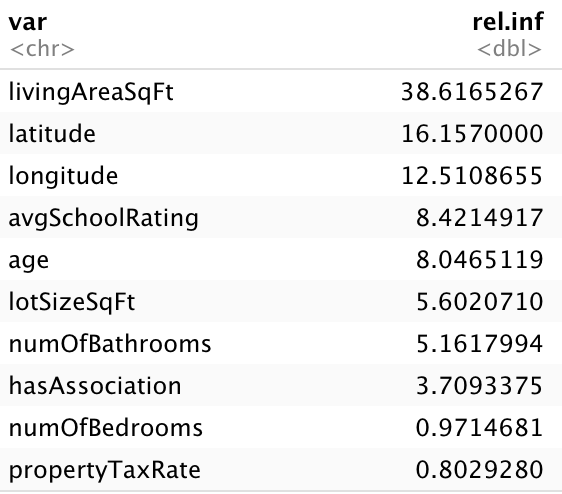 var rel.inf
<chr> <dbl>
livingAreaSqFt 38.6165267
latitude 16.1570000
longitude 12.5108655
avgSchoolRating 8.4214917
age 8.0465119
lotSizeSqFt 5.6020710
numOfBathrooms 5.1617994
hasAssociation 3.7093375
numOfBedrooms 0.9714681
propertyTaxRate 0.8029280